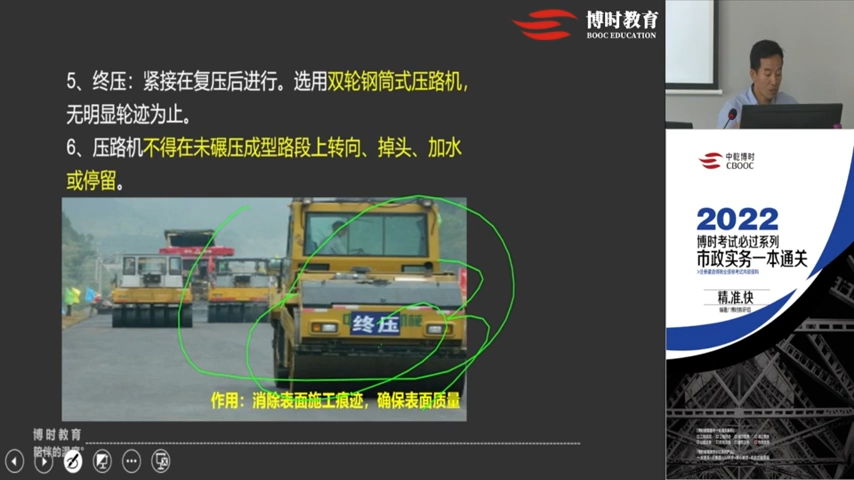 博时教育
BOOC EDUCATION
5、终压：紧接在复压后进行。选用双轮钢筒式压路机，
无明显轮迹为止。
6、压路机不得在未碾压成型路段上转向、掉头、加水
或停留。
终压
作用：消除表面施工痕迹，确保表面质量
博时教育
中乾博时
CBOOC
2022
博时考试必过系列
市政实务一本通关
精.准.快